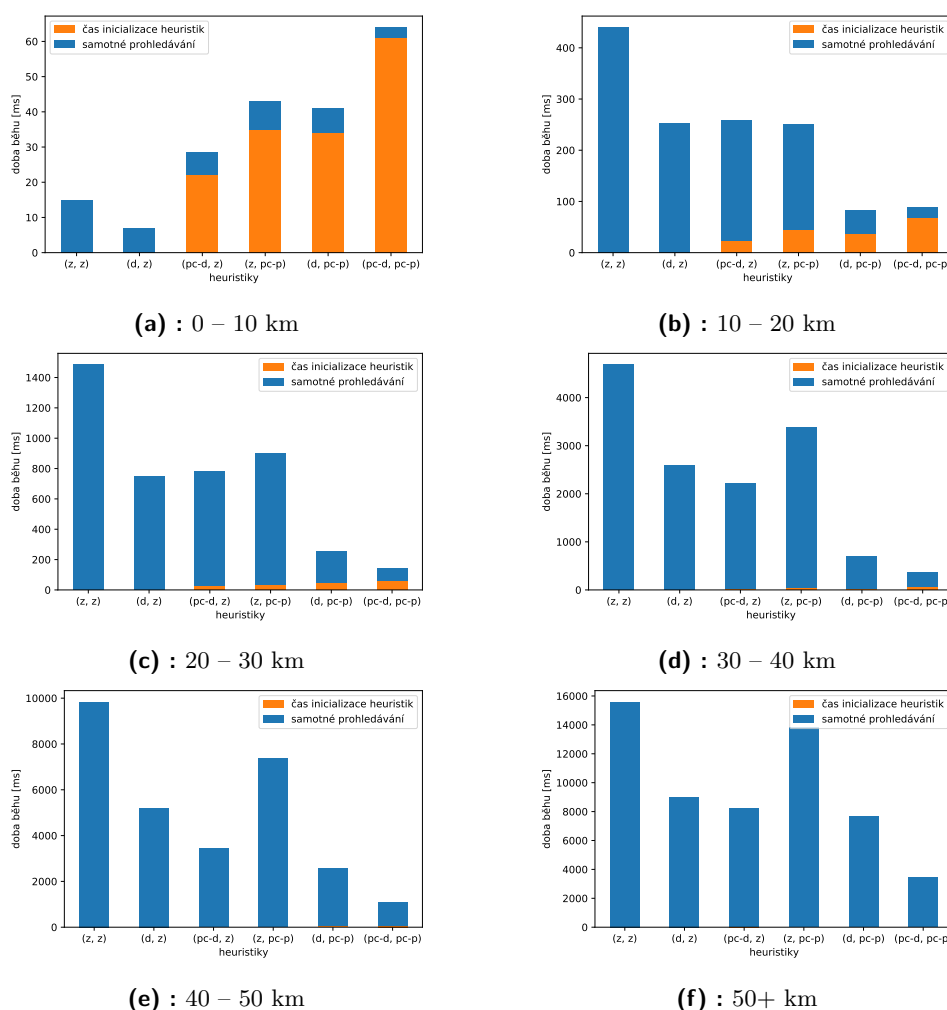 čas inicializace heuristik
samotné prohledávání
doba běhu [ms]
60
50
40
30
20
10
0
(z, z) (d, z) (pc-d, z) (z, pc-p) (d, pc-p) (pc-d, pc-p)
heuristiky
(a) : 0 – 10 km
čas inicializace heuristik
samotné prohledávání
doba běhu [ms]
400
300
200
100
0
(z, z) (d, z) (pc-d, z) (z, pc-p) (d, pc-p) (pc-d, pc-p)
heuristiky
(b) : 10 – 20 km
čas inicializace heuristik
samotné prohledávání
doba běhu [ms]
1400
1200
1000
800
600
400
200
0
(z, z) (d, z) (pc-d, z) (z, pc-p) (d, pc-p) (pc-d, pc-p)
heuristiky
(c) : 20 – 30 km
čas inicializace heuristik
samotné prohledávání
doba běhu [ms]
4000
3000
2000
1000
0
(z, z) (d, z) (pc-d, z) (z, pc-p) (d, pc-p) (pc-d, pc-p)
heuristiky
(d) : 30 – 40 km
čas inicializace heuristik
samotné prohledávání
doba běhu [ms]
10000
8000
6000
4000
2000
0
(z, z) (d, z) (pc-d, z) (z, pc-p) (d, pc-p) (pc-d, pc-p)
heuristiky
(e) : 40 – 50 km
čas inicializace heuristik
samotné prohledávání
doba běhu [ms]
16000
14000
12000
10000
8000
6000
4000
2000
0
(z, z) (d, z) (pc-d, z) (z, pc-p) (d, pc-p) (pc-d, pc-p)
heuristiky
(f) : 50+ km